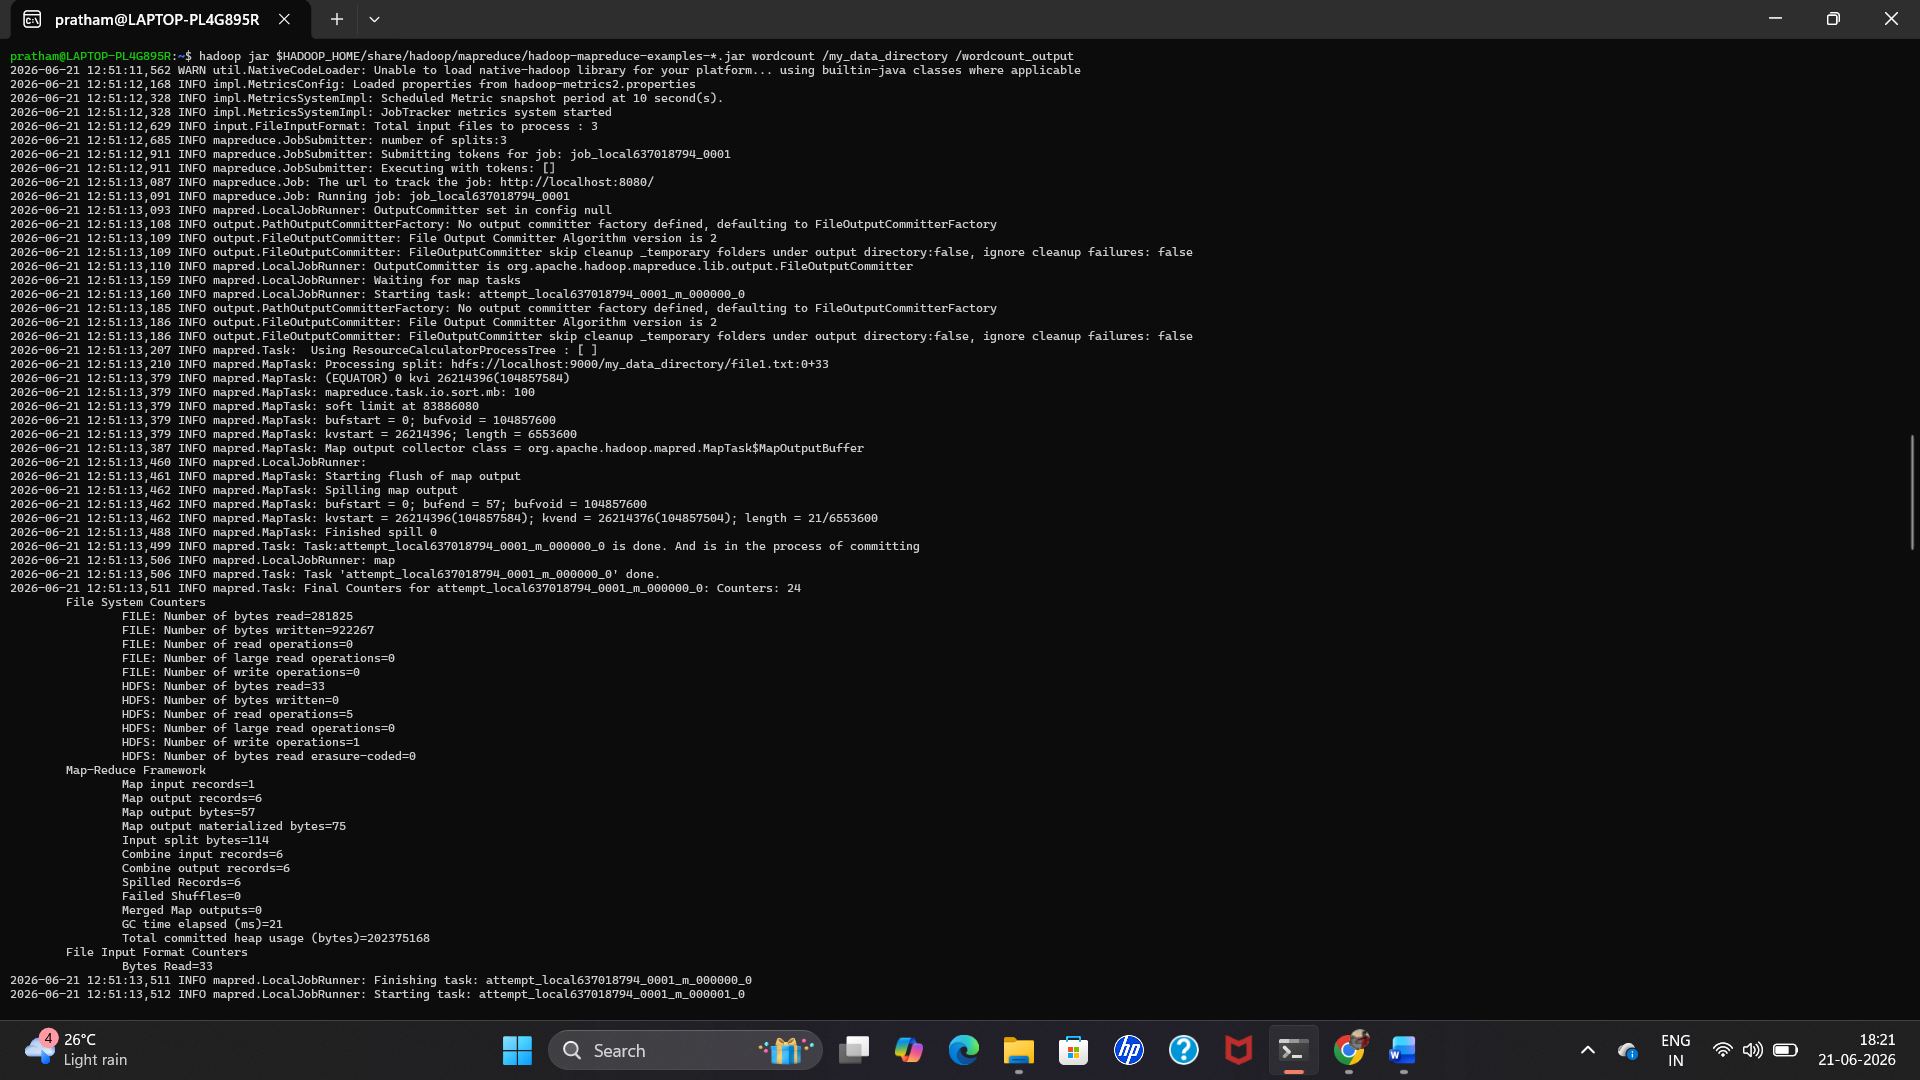 pratham@LAPTOP-PL4G895R
pratham@LAPTOP-PL4G895R:~$ hadoop jar $HADOOP_HOME/share/hadoop/mapreduce/hadoop-mapreduce-examples-*.jar wordcount /my_data_directory /wordcount_output
2026-06-21 12:51:11,562 WARN util.NativeCodeLoader: Unable to load native-hadoop library for your platform... using builtin-java classes where applicable
2026-06-21 12:51:12,168 INFO impl.MetricsConfig: Loaded properties from hadoop-metrics2.properties
2026-06-21 12:51:12,328 INFO impl.MetricsSystemImpl: Scheduled Metric snapshot period at 10 second(s).
2026-06-21 12:51:12,328 INFO impl.MetricsSystemImpl: JobTracker metrics system started
2026-06-21 12:51:12,629 INFO input.FileInputFormat: Total input files to process : 3
2026-06-21 12:51:12,685 INFO mapreduce.JobSubmitter: number of splits:3
2026-06-21 12:51:12,911 INFO mapreduce.JobSubmitter: Submitting tokens for job: job_local637018794_0001
2026-06-21 12:51:12,911 INFO mapreduce.JobSubmitter: Executing with tokens: []
2026-06-21 12:51:13,087 INFO mapreduce.Job: The url to track the job: http://localhost:8080/
2026-06-21 12:51:13,091 INFO mapreduce.Job: Running job: job_local637018794_0001
2026-06-21 12:51:13,093 INFO mapred.LocalJobRunner: OutputCommitter set in config null
2026-06-21 12:51:13,108 INFO output.PathOutputCommitterFactory: No output committer factory defined, defaulting to FileOutputCommitterFactory
2026-06-21 12:51:13,109 INFO output.FileOutputCommitter: File Output Committer Algorithm version is 2
2026-06-21 12:51:13,109 INFO output.FileOutputCommitter: FileOutputCommitter skip cleanup _temporary folders under output directory:false, ignore cleanup failures: false
2026-06-21 12:51:13,110 INFO mapred.LocalJobRunner: OutputCommitter is org.apache.hadoop.mapreduce.lib.output.FileOutputCommitter
2026-06-21 12:51:13,159 INFO mapred.LocalJobRunner: Waiting for map tasks
2026-06-21 12:51:13,160 INFO mapred.LocalJobRunner: Starting task: attempt_local637018794_0001_m_000000_0
2026-06-21 12:51:13,185 INFO output.PathOutputCommitterFactory: No output committer factory defined, defaulting to FileOutputCommitterFactory
2026-06-21 12:51:13,186 INFO output.FileOutputCommitter: File Output Committer Algorithm version is 2
2026-06-21 12:51:13,186 INFO output.FileOutputCommitter: FileOutputCommitter skip cleanup _temporary folders under output directory:false, ignore cleanup failures: false
2026-06-21 12:51:13,207 INFO mapred.Task:  Using ResourceCalculatorProcessTree : [ ]
2026-06-21 12:51:13,210 INFO mapred.MapTask: Processing split: hdfs://localhost:9000/my_data_directory/file1.txt:0+33
2026-06-21 12:51:13,379 INFO mapred.MapTask: (EQUATOR) 0 kvi 26214396(104857584)
2026-06-21 12:51:13,379 INFO mapred.MapTask: mapreduce.task.io.sort.mb: 100
2026-06-21 12:51:13,379 INFO mapred.MapTask: soft limit at 83886080
2026-06-21 12:51:13,379 INFO mapred.MapTask: bufstart = 0; bufvoid = 104857600
2026-06-21 12:51:13,379 INFO mapred.MapTask: kvstart = 26214396; length = 6553600
2026-06-21 12:51:13,387 INFO mapred.MapTask: Map output collector class = org.apache.hadoop.mapred.MapTask$MapOutputBuffer
2026-06-21 12:51:13,460 INFO mapred.LocalJobRunner:
2026-06-21 12:51:13,461 INFO mapred.MapTask: Starting flush of map output
2026-06-21 12:51:13,462 INFO mapred.MapTask: Spilling map output
2026-06-21 12:51:13,462 INFO mapred.MapTask: bufstart = 0; bufend = 57; bufvoid = 104857600
2026-06-21 12:51:13,462 INFO mapred.MapTask: kvstart = 26214396(104857584); kvend = 26214376(104857504); length = 21/6553600
2026-06-21 12:51:13,488 INFO mapred.MapTask: Finished spill 0
2026-06-21 12:51:13,499 INFO mapred.Task: Task:attempt_local637018794_0001_m_000000_0 is done. And is in the process of committing
2026-06-21 12:51:13,506 INFO mapred.LocalJobRunner: map
2026-06-21 12:51:13,506 INFO mapred.Task: Task 'attempt_local637018794_0001_m_000000_0' done.
2026-06-21 12:51:13,511 INFO mapred.Task: Final Counters for attempt_local637018794_0001_m_000000_0: Counters: 24
File System Counters
FILE: Number of bytes read=281825
FILE: Number of bytes written=922267
FILE: Number of read operations=0
FILE: Number of large read operations=0
FILE: Number of write operations=0
HDFS: Number of bytes read=33
HDFS: Number of bytes written=0
HDFS: Number of read operations=5
HDFS: Number of large read operations=0
HDFS: Number of write operations=1
HDFS: Number of bytes read erasure-coded=0
Map-Reduce Framework
Map input records=1
Map output records=6
Map output bytes=57
Map output materialized bytes=75
Input split bytes=114
Combine input records=6
Combine output records=6
Spilled Records=6
Failed Shuffles=0
Merged Map outputs=0
GC time elapsed (ms)=21
Total committed heap usage (bytes)=202375168
File Input Format Counters
Bytes Read=33
2026-06-21 12:51:13,511 INFO mapred.LocalJobRunner: Finishing task: attempt_local637018794_0001_m_000000_0
2026-06-21 12:51:13,512 INFO mapred.LocalJobRunner: Starting task: attempt_local637018794_0001_m_000001_0
4
26°C
Light rain
Search
hp
W
ENG
IN
18:21
21-06-2026